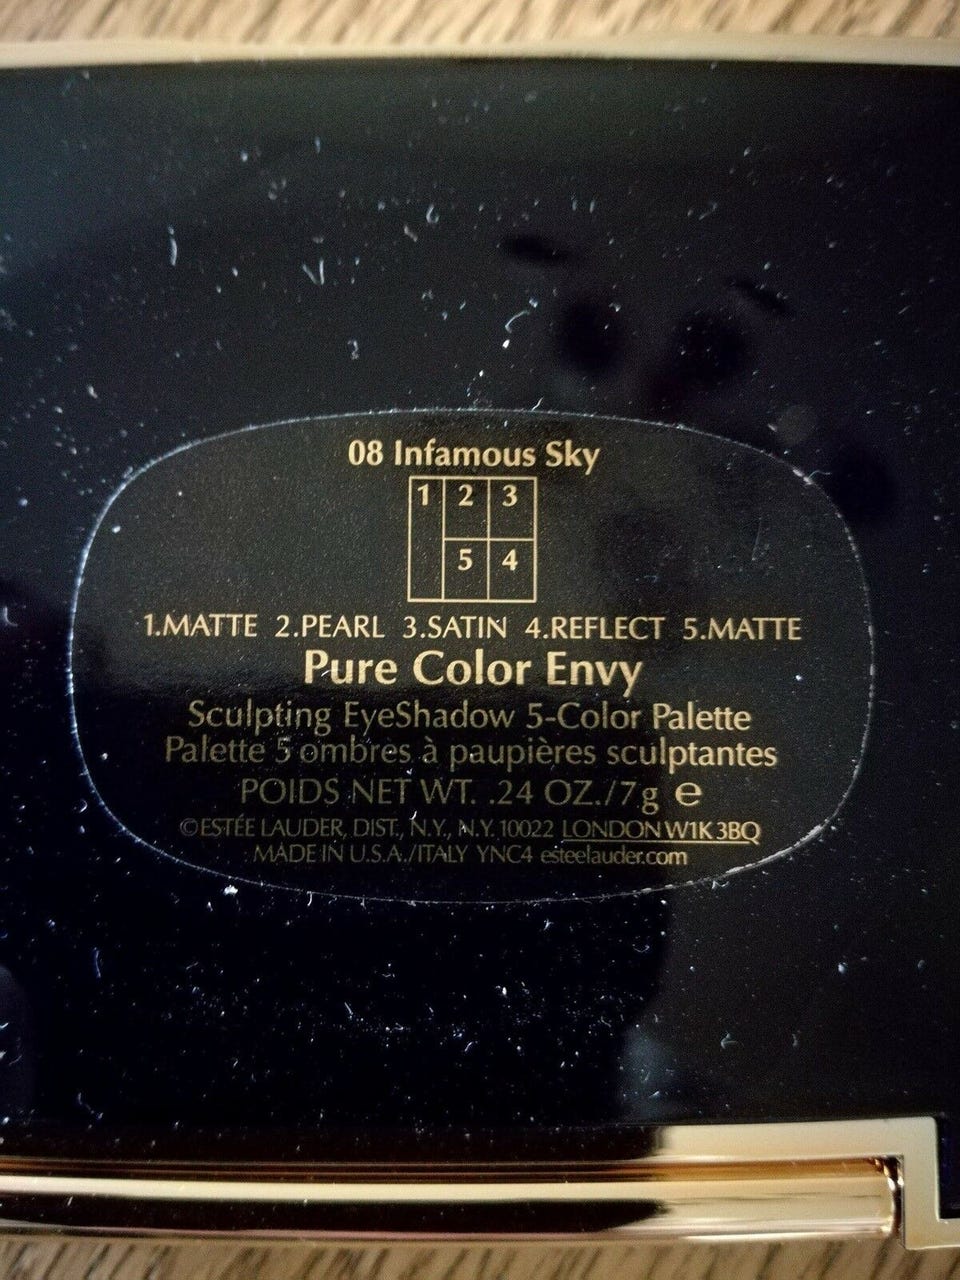 08 Infamous Sky
1 2 3
5 4
1.MATTE 2.PEARL 3.SATIN 4.REFLECT 5.MATTE
Pure Color Envy
Sculpting EyeShadow 5-Color Palette
Palette 5 ombres à paupières sculptantes
POIDS NET WT. .24 OZ./7g e
©ESTÉE LAUDER, DIST., N.Y., N.Y. 10022 LONDON W1K 3BQ
MADE IN U.S.A./ITALY YNC4 esteelauder.com